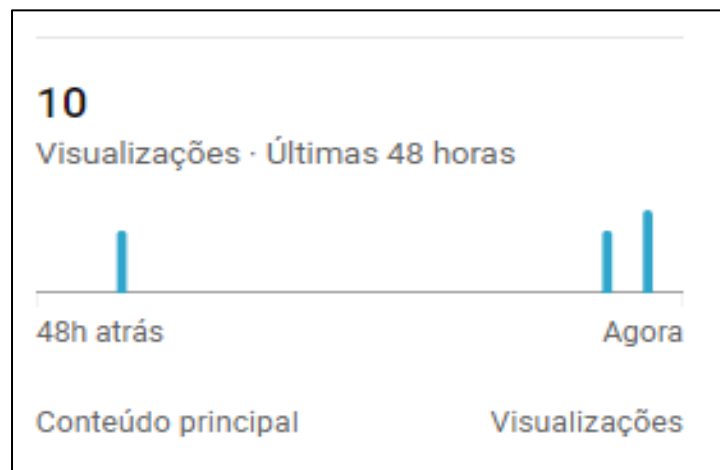 10
Visualizações · Últimas 48 horas
48h atrás Agora
Conteúdo principal Visualizações